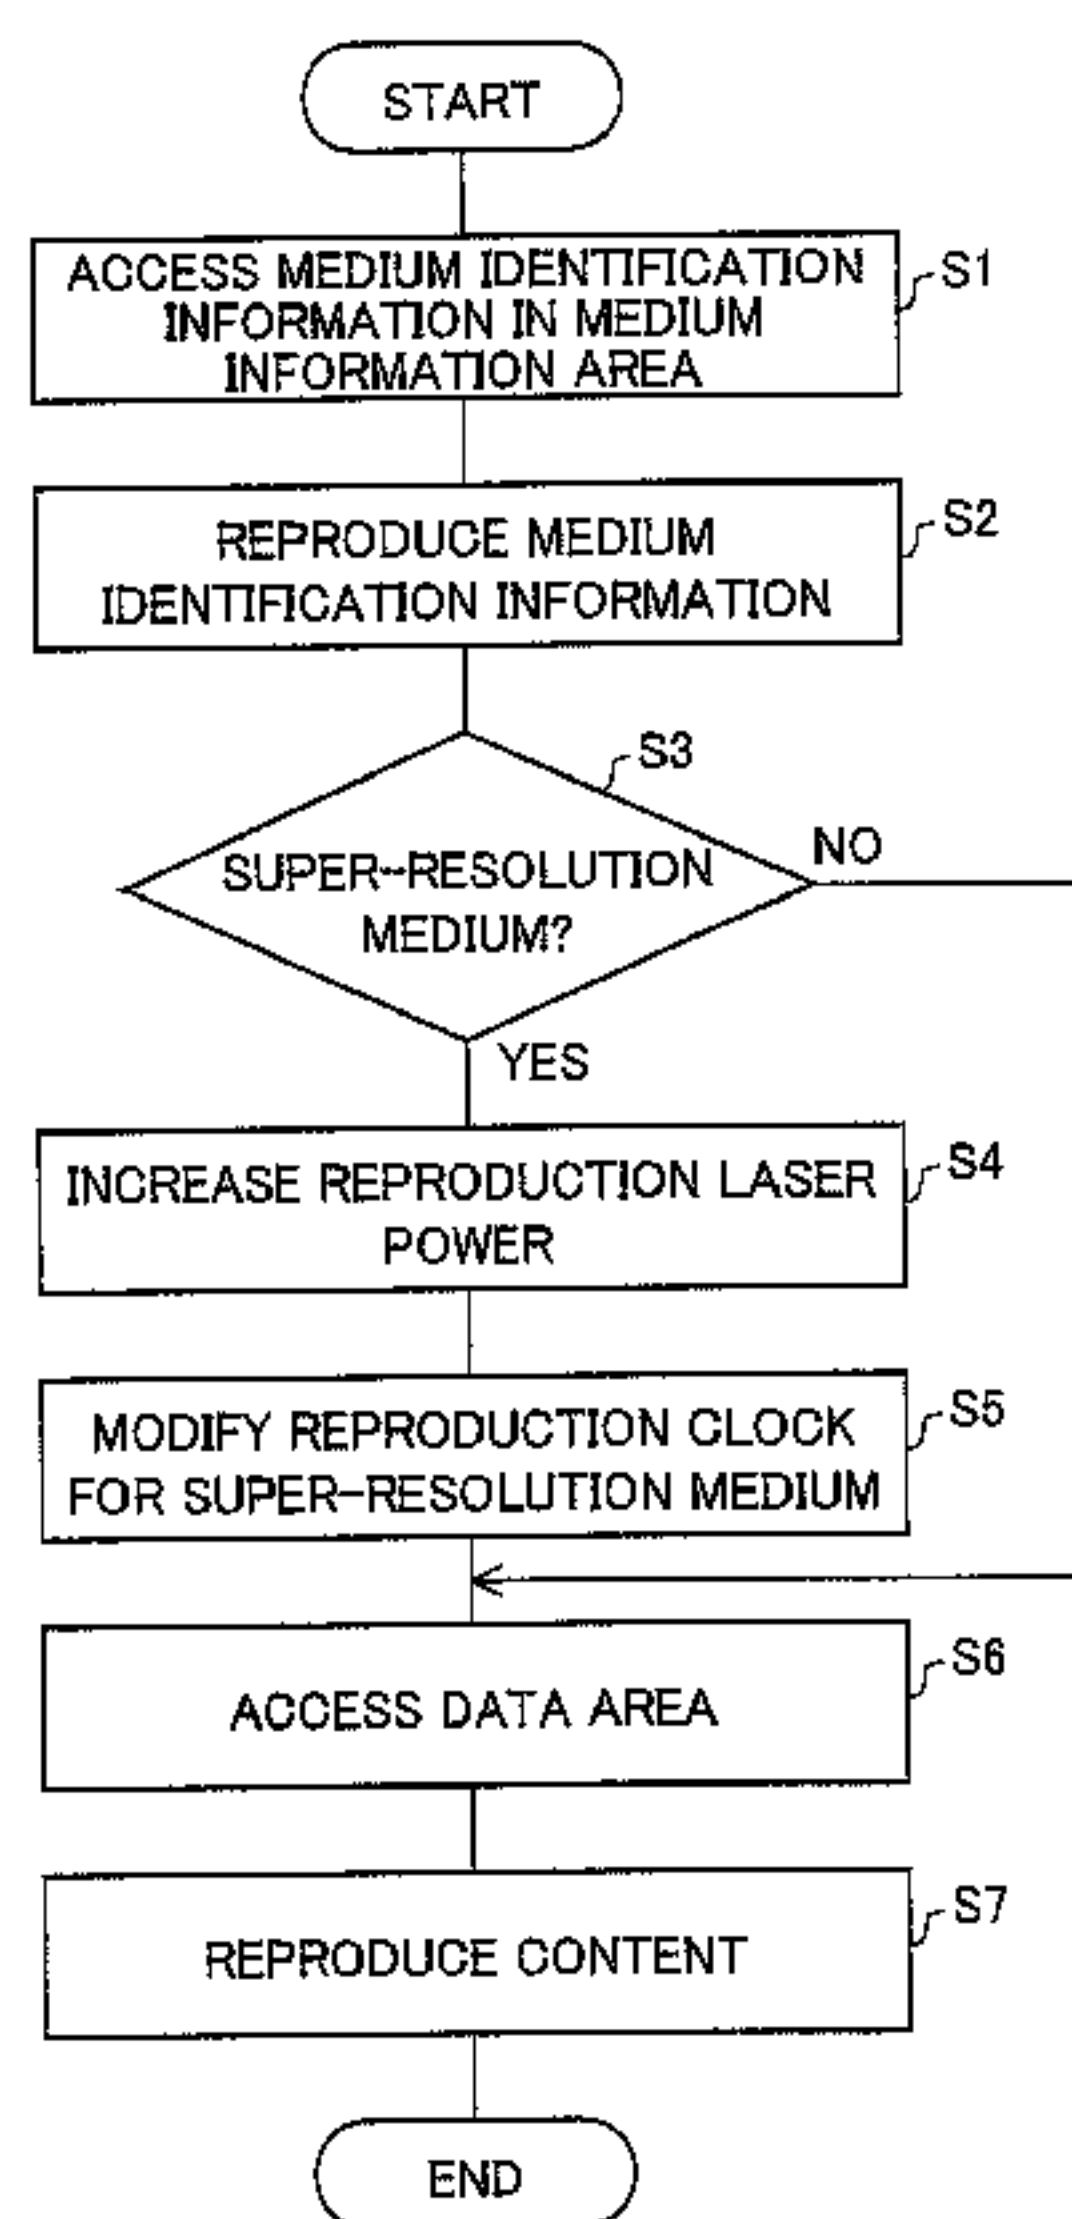 START
ACCESS MEDIUM IDENTIFICATION
INFORMATION IN MEDIUM
INFORMATION AREA
S1
REPRODUCE MEDIUM
IDENTIFICATION INFORMATION
S2
S3
SUPER-RESOLUTION
MEDIUM?
NO
YES
INCREASE REPRODUCTION LASER
POWER
S4
MODIFY REPRODUCTION CLOCK
FOR SUPER-RESOLUTION MEDIUM
S5
ACCESS DATA AREA
S6
REPRODUCE CONTENT
S7
END